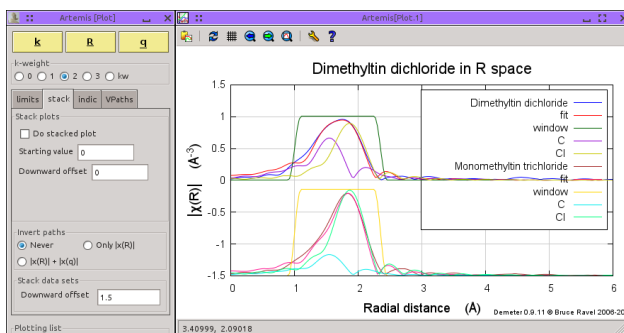 Artemis [Plot]
k R q
k-weight
0 1 2 3 kw
limits stack indic VPaths
Stack plots
Do stacked plot
Starting value 0
Downward offset 0
Invert paths
Never Only |x(R)|
|x(R)| + |x(q)|
Stack data sets
Downward offset 1.5
Plotting list
Artemis[Plot.1]
Dimethyltin dichloride in R space
|χ(R)| (Å⁻³)
1.5
1
0.5
0
-0.5
-1
-1.5
Dimethyltin dichloride
fit
window
C
Cl
Monomethyltin trichloride
fit
window
C
Cl
0 1 2 3 4 5 6
Radial distance (Å)
Demeter 0.9.11 © Bruce Ravel 2006-20
3.40999, 2.09018